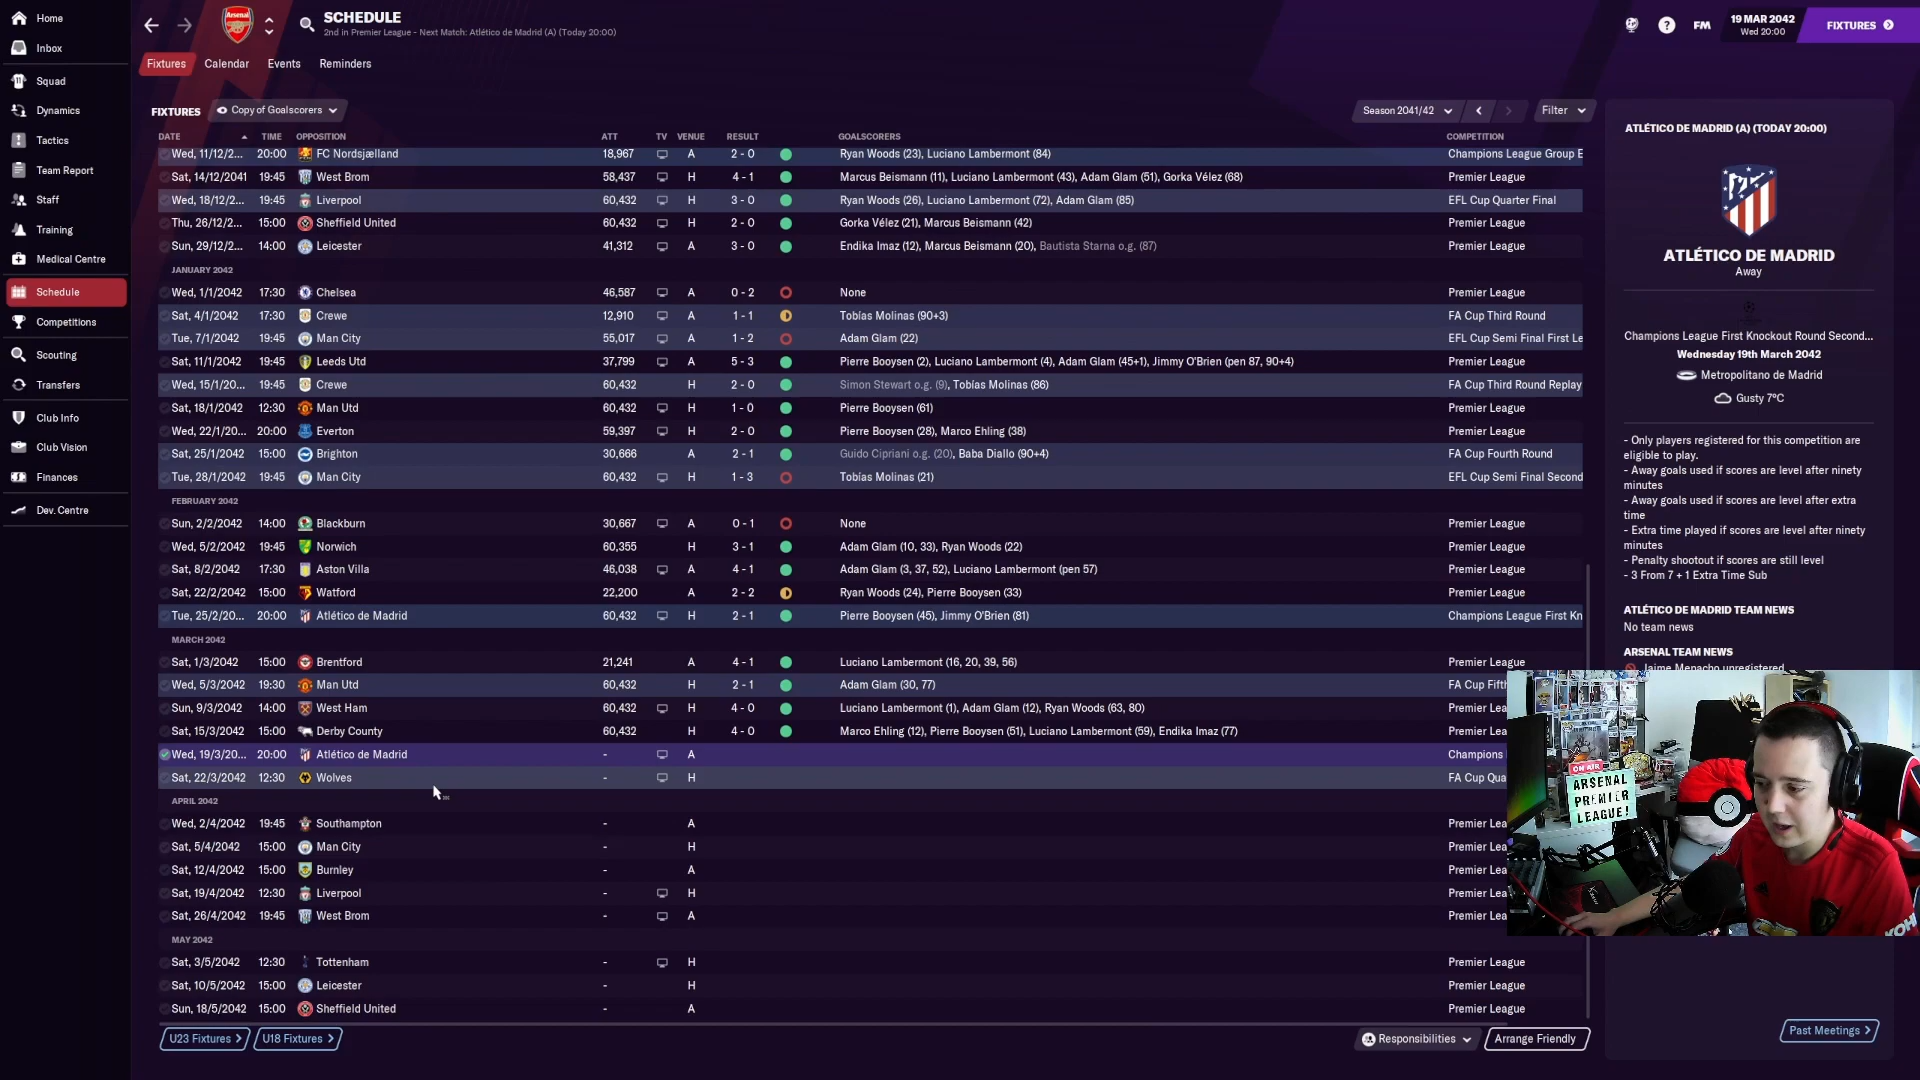 Home
Inbox
Squad
Dynamics
Tactics
Team Report
Staff
Training
Medical Centre
Schedule
Competitions
Scouting
Transfers
Club Info
Club Vision
Finances
Dev. Centre
Arsenal
SCHEDULE
2nd in Premier League - Next Match: Atlético de Madrid (A) (Today 20:00)
? FM 19 MAR 2042 FIXTURES
Wed 20:00
Fixtures Calendar Events Reminders
FIXTURES Copy of Goalscorers Season 2041/42 Filter
DATE TIME OPPOSITION ATT TV VENUE RESULT GOALSCORERS COMPETITION
Wed, 11/12/2... 20:00 FC Nordsjælland 18,967 A 2 - 0 Ryan Woods (23), Luciano Lambermont (84) Champions League Group E
Sat, 14/12/2041 19:45 West Brom 58,437 H 4 - 1 Marcus Beismann (11), Luciano Lambermont (43), Adam Glam (51), Gorka Vélez (68) Premier League
Wed, 18/12/2... 19:45 Liverpool 60,432 H 3 - 0 Ryan Woods (26), Luciano Lambermont (72), Adam Glam (85) EFL Cup Quarter Final
Thu, 26/12/2... 15:00 Sheffield United 60,432 H 2 - 0 Gorka Vélez (21), Marcus Beismann (42) Premier League
Sun, 29/12/2... 14:00 Leicester 41,312 A 3 - 0 Endika Imaz (12), Marcus Beismann (20), Bautista Starna o.g. (87) Premier League
JANUARY 2042
Wed, 1/1/2042 17:30 Chelsea 46,587 A 0 - 2 None Premier League
Sat, 4/1/2042 17:30 Crewe 12,910 A 1 - 1 Tobías Molinas (90+3) FA Cup Third Round
Tue, 7/1/2042 19:45 Man City 55,017 A 1 - 2 Adam Glam (22) EFL Cup Semi Final First Le
Sat, 11/1/2042 19:45 Leeds Utd 37,799 A 5 - 3 Pierre Booysen (2), Luciano Lambermont (4), Adam Glam (45+1), Jimmy O'Brien (pen 87, 90+4) Premier League
Wed, 15/1/20... 19:45 Crewe 60,432 H 2 - 0 Simon Stewart o.g. (9), Tobías Molinas (86) FA Cup Third Round Replay
Sat, 18/1/2042 12:30 Man Utd 60,432 H 1 - 0 Pierre Booysen (61) Premier League
Wed, 22/1/20... 20:00 Everton 59,397 H 2 - 0 Pierre Booysen (28), Marco Ehling (38) Premier League
Sat, 25/1/2042 15:00 Brighton 30,666 A 2 - 1 Guido Cipriani o.g. (20), Baba Diallo (90+4) FA Cup Fourth Round
Tue, 28/1/2042 19:45 Man City 60,432 H 1 - 3 Tobías Molinas (21) EFL Cup Semi Final Second
FEBRUARY 2042
Sun, 2/2/2042 14:00 Blackburn 30,667 A 0 - 1 None Premier League
Wed, 5/2/2042 19:45 Norwich 60,355 H 3 - 1 Adam Glam (10, 33), Ryan Woods (22) Premier League
Sat, 8/2/2042 17:30 Aston Villa 46,038 A 4 - 1 Adam Glam (3, 37, 52), Luciano Lambermont (pen 57) Premier League
Sat, 22/2/2042 15:00 Watford 22,200 A 2 - 2 Ryan Woods (24), Pierre Booysen (33) Premier League
Tue, 25/2/20... 20:00 Atlético de Madrid 60,432 H 2 - 1 Pierre Booysen (45), Jimmy O'Brien (81) Champions League First Kn
MARCH 2042
Sat, 1/3/2042 15:00 Brentford 21,241 A 4 - 1 Luciano Lambermont (16, 20, 39, 56) Premier League
Wed, 5/3/2042 19:30 Man Utd 60,432 H 2 - 1 Adam Glam (30, 77) FA Cup Fifth
Sun, 9/3/2042 14:00 West Ham 60,432 H 4 - 0 Luciano Lambermont (1), Adam Glam (12), Ryan Woods (63, 80) Premier Lea
Sat, 15/3/2042 15:00 Derby County 60,432 H 4 - 0 Marco Ehling (12), Pierre Booysen (51), Luciano Lambermont (59), Endika Imaz (77) Premier Lea
Wed, 19/3/20... 20:00 Atlético de Madrid - A Champions
Sat, 22/3/2042 12:30 Wolves - H FA Cup Qua
APRIL 2042
Wed, 2/4/2042 19:45 Southampton - A Premier Lea
Sat, 5/4/2042 15:00 Man City - H Premier Lea
Sat, 12/4/2042 15:00 Burnley - A Premier Lea
Sat, 19/4/2042 12:30 Liverpool - H Premier Lea
Sat, 26/4/2042 19:45 West Brom - A Premier Lea
MAY 2042
Sat, 3/5/2042 12:30 Tottenham - H Premier League
Sat, 10/5/2042 15:00 Leicester - H Premier League
Sun, 18/5/2042 15:00 Sheffield United - A Premier League
U23 Fixtures U18 Fixtures Responsibilities Arrange Friendly
ATLÉTICO DE MADRID (A) (TODAY 20:00)
ATLÉTICO DE MADRID
Away
Champions League First Knockout Round Second...
Wednesday 19th March 2042
Metropolitano de Madrid
Gusty 7ºC
- Only players registered for this competition are
eligible to play.
- Away goals used if scores are level after ninety
minutes
- Away goals used if scores are level after extra
time
- Extra time played if scores are level after ninety
minutes
- Penalty shootout if scores are still level
- 3 From 7 + 1 Extra Time Sub
ATLÉTICO DE MADRID TEAM NEWS
No team news
ARSENAL TEAM NEWS
Jaime Menacho unregistered
ON AIR
ARSENAL
PREMIER
LEAGUE!
KOH
Past Meetings